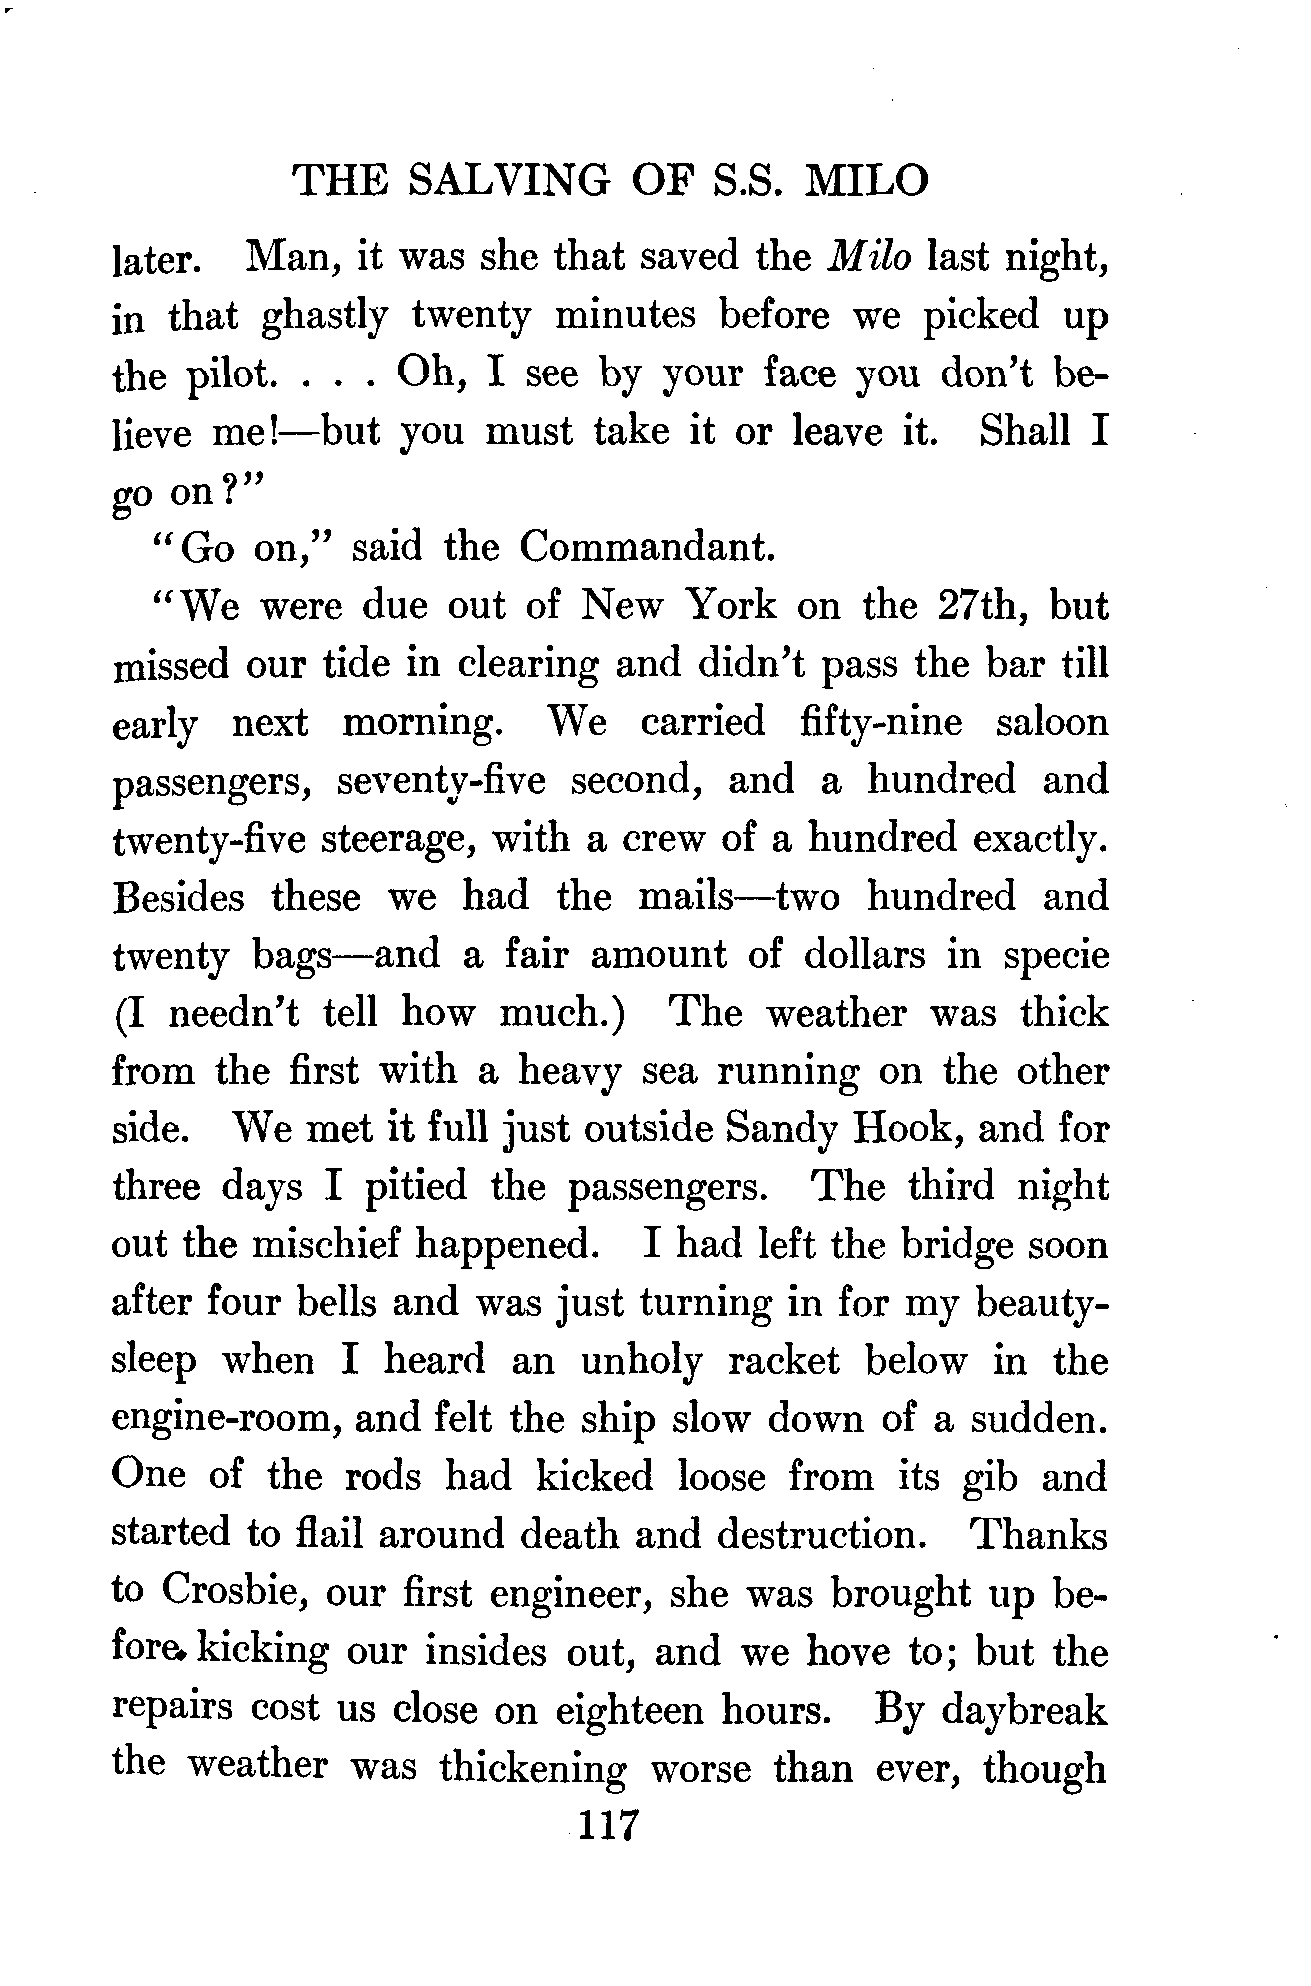 THE SALVING OF S.S. MILO
later. Man, it was she that saved the Milo last night,
in that ghastly twenty minutes before we picked up
the pilot. . . . Oh, I see by your face you don't be-
lieve me!—but you must take it or leave it. Shall I
go on?"
"Go on," said the Commandant.
"We were due out of New York on the 27th, but
missed our tide in clearing and didn't pass the bar till
early next morning. We carried fifty-nine saloon
passengers, seventy-five second, and a hundred and
twenty-five steerage, with a crew of a hundred exactly.
Besides these we had the mails—two hundred and
twenty bags—and a fair amount of dollars in specie
(I needn't tell how much.) The weather was thick
from the first with a heavy sea running on the other
side. We met it full just outside Sandy Hook, and for
three days I pitied the passengers. The third night
out the mischief happened. I had left the bridge soon
after four bells and was just turning in for my beauty-
sleep when I heard an unholy racket below in the
engine-room, and felt the ship slow down of a sudden.
One of the rods had kicked loose from its gib and
started to flail around death and destruction. Thanks
to Crosbie, our first engineer, she was brought up be-
fore kicking our insides out, and we hove to; but the
repairs cost us close on eighteen hours. By daybreak
the weather was thickening worse than ever, though
117